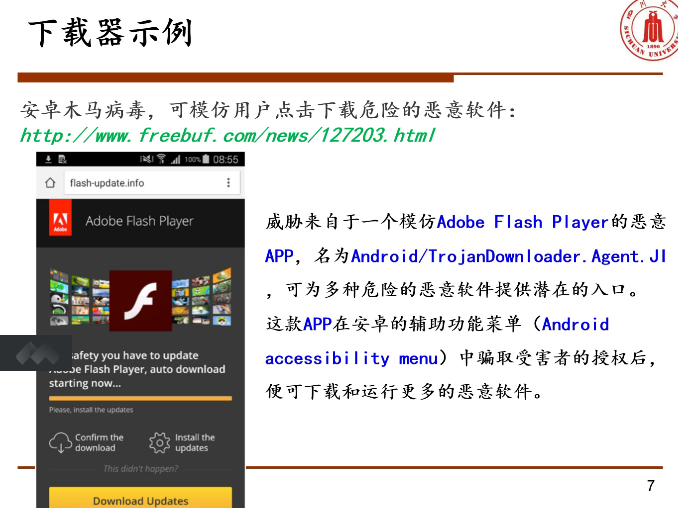 下载器示例
四川大学
SICHUAN UNIVERSITY
1896
安卓木马病毒，可模仿用户点击下载危险的恶意软件：
http://www.freebuf.com/news/127203.html
100% 08:55
flash-update.info
Adobe
Adobe Flash Player
safety you have to update
Adobe Flash Player, auto download
starting now...
Please, install the updates
Confirm the
download
Install the
updates
This didn't happen?
Download Updates
威胁来自于一个模仿Adobe Flash Player的恶意
APP，名为Android/TrojanDownloader.Agent.JI
，可为多种危险的恶意软件提供潜在的入口。
这款APP在安卓的辅助功能菜单（Android
accessibility menu）中骗取受害者的授权后，
便可下载和运行更多的恶意软件。
7